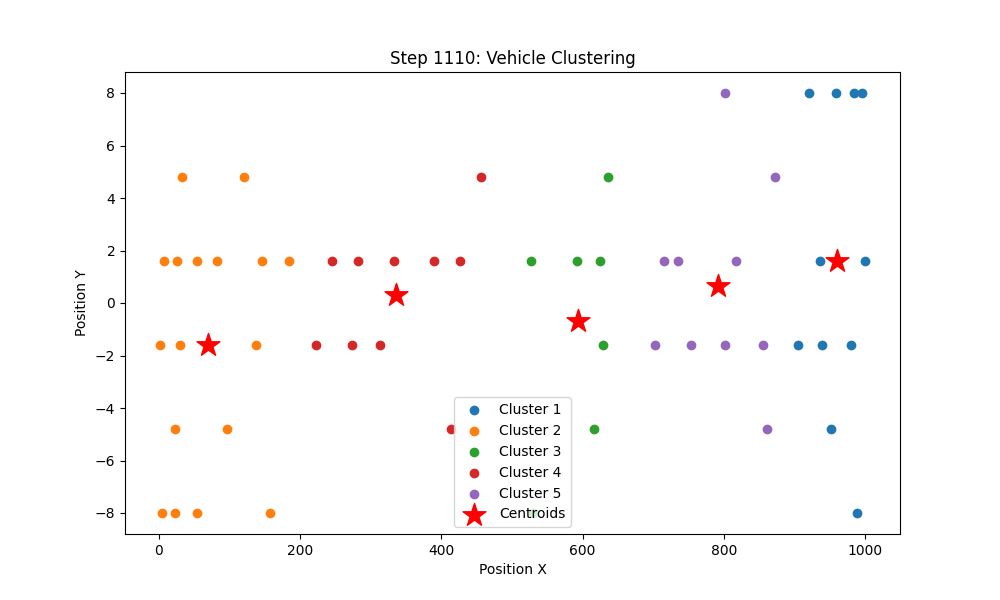 Step 1110: Vehicle Clustering
Position Y
8
6
4
2
0
−2
−4
−6
−8
Cluster 1
Cluster 2
Cluster 3
Cluster 4
Cluster 5
Centroids
0
200
400
600
800
1000
Position X